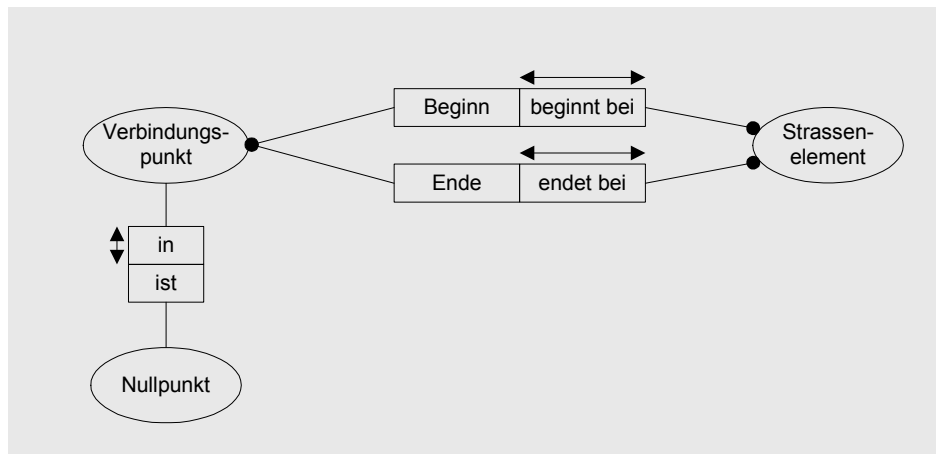 Beginn
beginnt bei
Verbindungs-
punkt
Strassen-
element
Ende
endet bei
in
ist
Nullpunkt